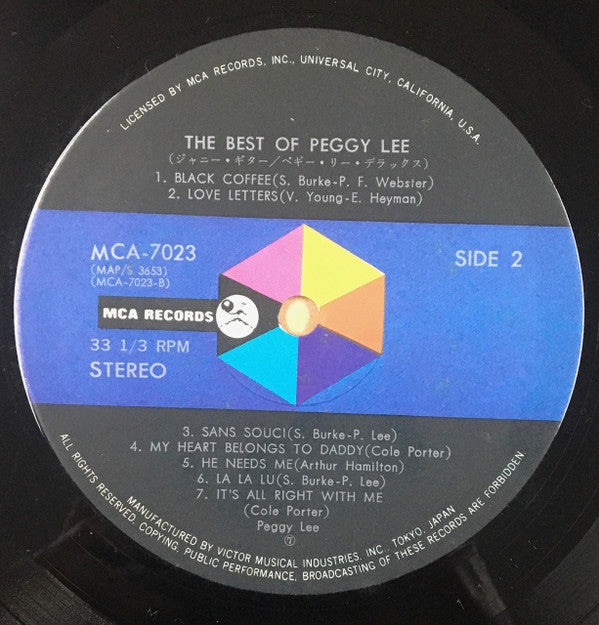 LICENSED BY MCA RECORDS, INC., UNIVERSAL CITY, CALIFORNIA, U.S.A.
THE BEST OF PEGGY LEE
(ジャニー・ギター/ペギー・リー・デラックス)
1. BLACK COFFEE(S. Burke-P. F. Webster)
2. LOVE LETTERS(V. Young-E. Heyman)
MCA-7023
(MAP/S 3653)
(MCA-7023-B)
SIDE 2
MCA RECORDS
33 1/3 RPM
STEREO
3. SANS SOUCI(S. Burke-P. Lee)
4. MY HEART BELONGS TO DADDY(Cole Porter)
5. HE NEEDS ME(Arthur Hamilton)
6. LA LA LU(S. Burke-P. Lee)
7. IT'S ALL RIGHT WITH ME
(Cole Porter)
Peggy Lee
⑦
MANUFACTURED BY VICTOR MUSICAL INDUSTRIES, INC., TOKYO, JAPAN
ALL RIGHTS RESERVED. COPYING, PUBLIC PERFORMANCE, BROADCASTING OF THESE RECORDS ARE FORBIDDEN